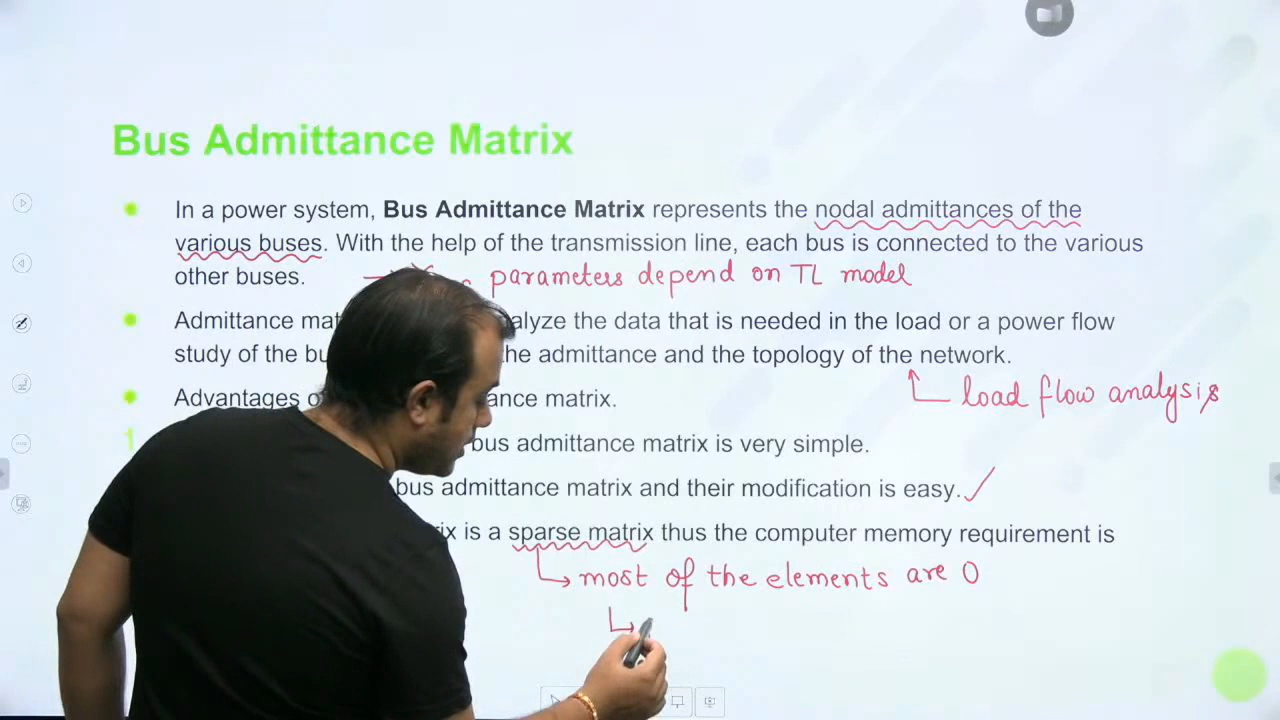 Bus Admittance Matrix
In a power system, Bus Admittance Matrix represents the nodal admittances of the
various buses. With the help of the transmission line, each bus is connected to the various
other buses.
parameters depend on TL model
Admittance alyze the data that is needed in the load or a power flow
study of the he admittance and the topology of the network.
load flow analysis
Advantages ance matrix.
1
bus admittance matrix is very simple.
bus admittance matrix and their modification is easy.
is a sparse matrix thus the computer memory requirement is
most of the elements are 0